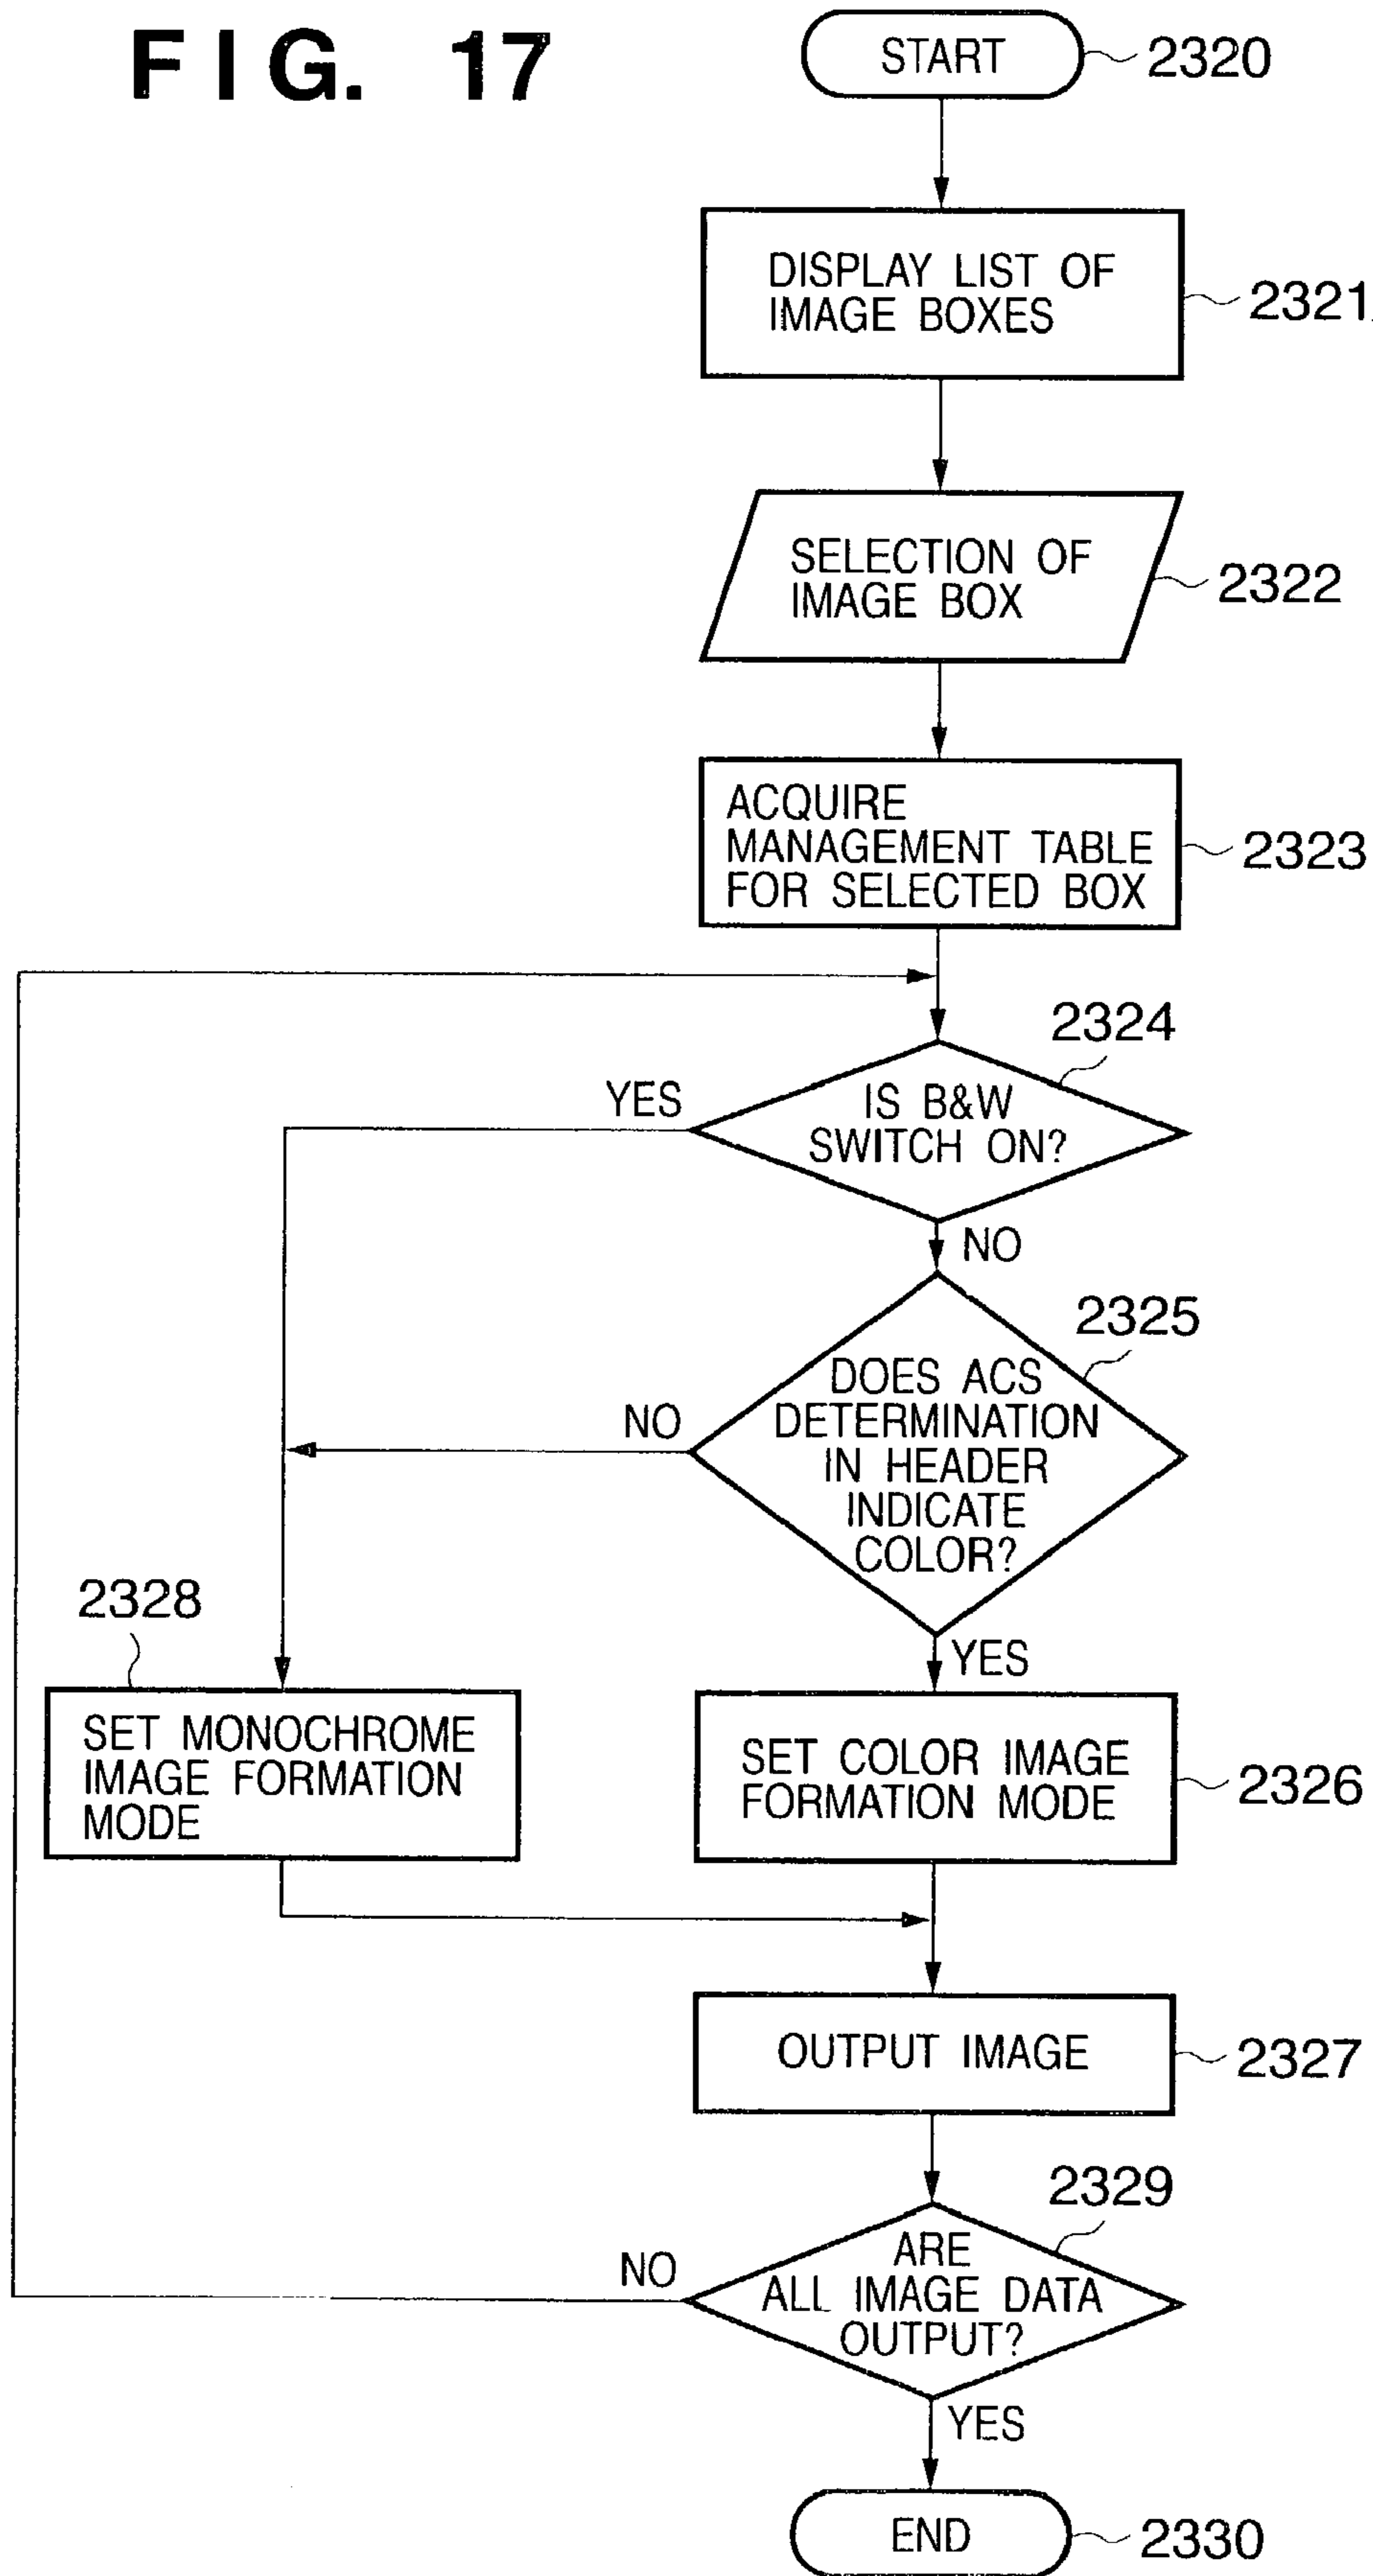 FIG. 17
START
2320
DISPLAY LIST OF
IMAGE BOXES
2321
SELECTION OF
IMAGE BOX
2322
ACQUIRE
MANAGEMENT TABLE
FOR SELECTED BOX
2323
2324
YES
IS B&W
SWITCH ON?
NO
2325
DOES ACS
DETERMINATION
IN HEADER
INDICATE
COLOR?
NO
YES
2328
SET MONOCHROME
IMAGE FORMATION
MODE
SET COLOR IMAGE
FORMATION MODE
2326
OUTPUT IMAGE
2327
2329
NO
ARE
ALL IMAGE DATA
OUTPUT?
YES
END
2330